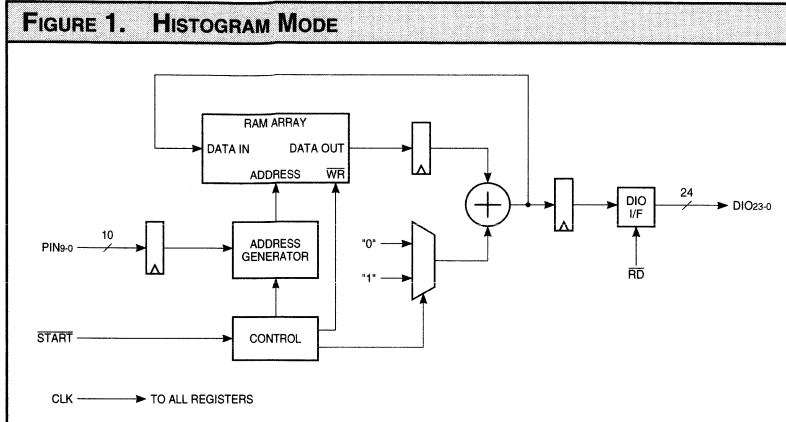 FIGURE 1. HISTOGRAM MODE
RAM ARRAY
DATA IN DATA OUT
ADDRESS WR
PIN9-0
10
ADDRESS
GENERATOR
"0"
"1"
DIO
I/F
24
DIO23-0
RD
START
CONTROL
CLK TO ALL REGISTERS